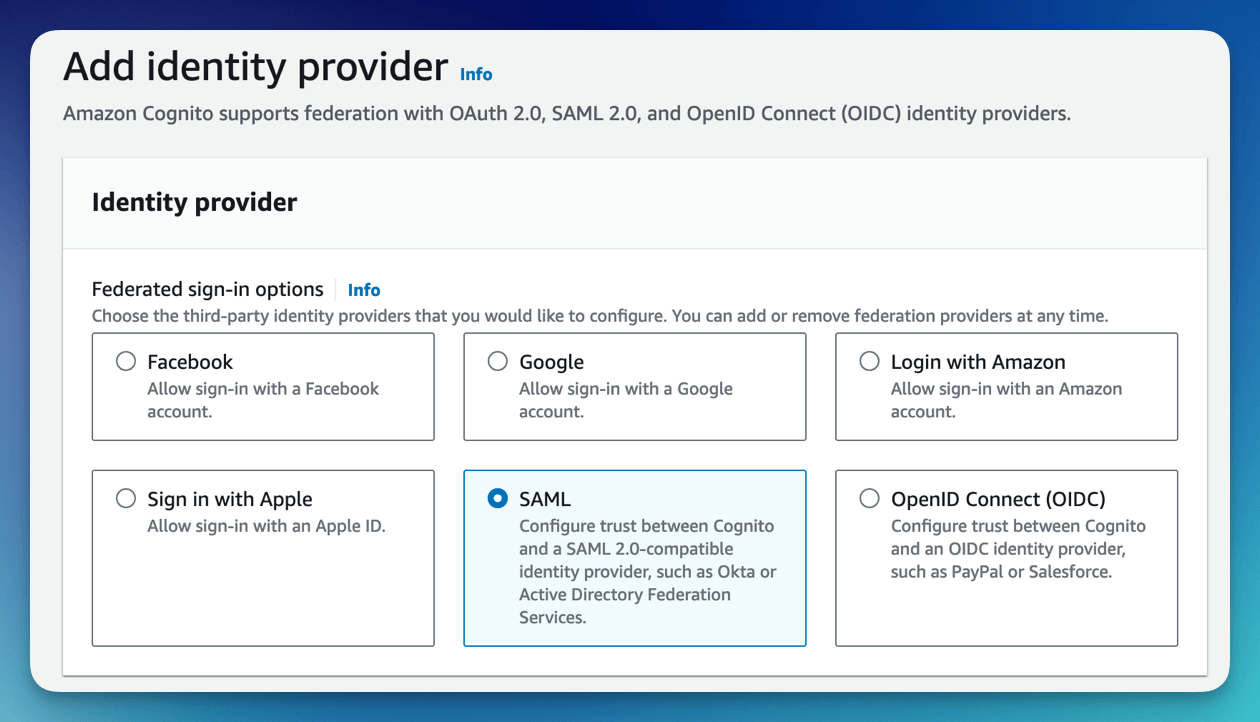 Add identity provider Info
Amazon Cognito supports federation with OAuth 2.0, SAML 2.0, and OpenID Connect (OIDC) identity providers.
Identity provider
Federated sign-in options Info
Choose the third-party identity providers that you would like to configure. You can add or remove federation providers at any time.
Facebook
Allow sign-in with a Facebook
account.
Google
Allow sign-in with a Google
account.
Login with Amazon
Allow sign-in with an Amazon
account.
Sign in with Apple
Allow sign-in with an Apple ID.
SAML
Configure trust between Cognito
and a SAML 2.0-compatible
identity provider, such as Okta or
Active Directory Federation
Services.
OpenID Connect (OIDC)
Configure trust between Cognito
and an OIDC identity provider,
such as PayPal or Salesforce.